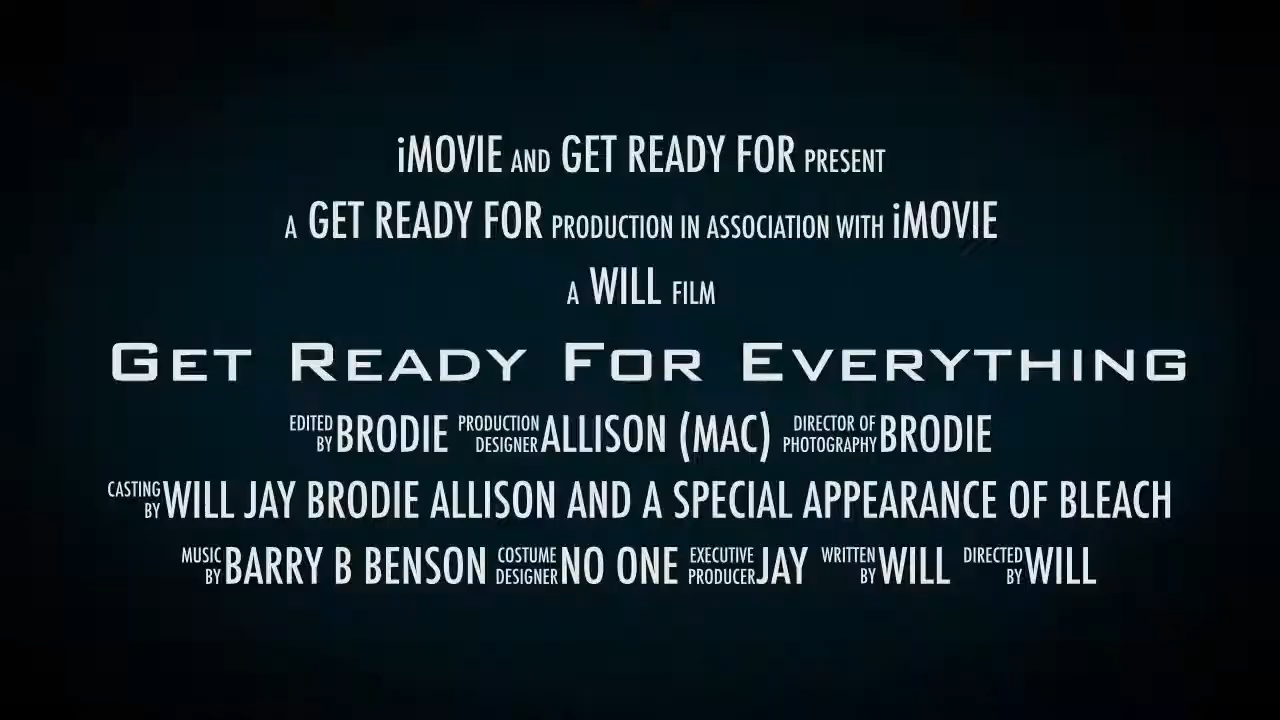 iMOVIE AND GET READY FOR PRESENT
A GET READY FOR PRODUCTION IN ASSOCIATION WITH iMOVIE
A WILL FILM
GET READY FOR EVERYTHING
EDITED BY BRODIE PRODUCTION DESIGNER ALLISON (MAC) DIRECTOR OF PHOTOGRAPHY BRODIE
CASTING BY WILL JAY BRODIE ALLISON AND A SPECIAL APPEARANCE OF BLEACH
MUSIC BY BARRY B BENSON COSTUME DESIGNER NO ONE EXECUTIVE PRODUCER JAY WRITTEN BY WILL DIRECTED BY WILL